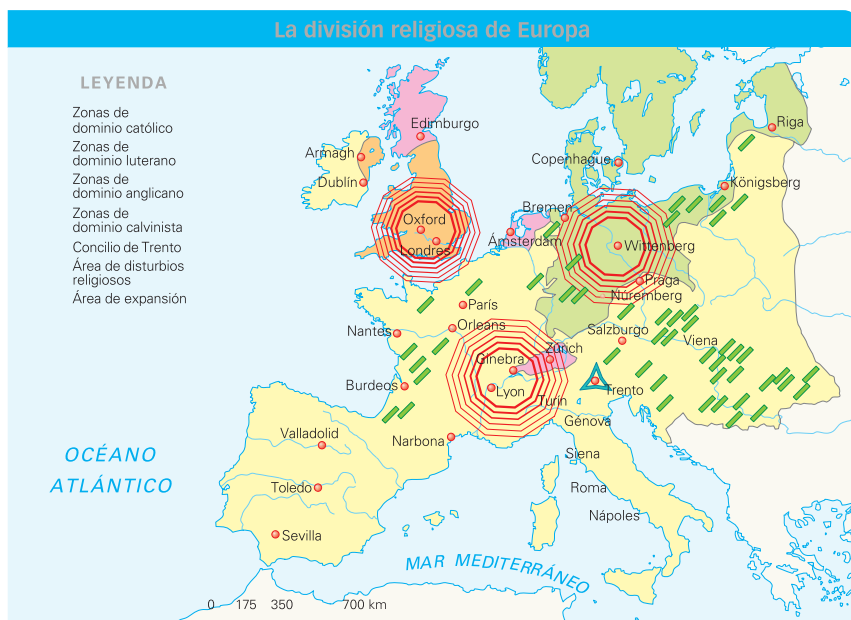 La división religiosa de Europa
LEYENDA
Zonas de
dominio católico
Zonas de
dominio luterano
Zonas de
dominio anglicano
Zonas de
dominio calvinista
Concilio de Trento
Área de disturbios
religiosos
Área de expansión
Edimburgo
Armagh
Dublín
Oxford
Londres
Copenhague
Riga
Königsberg
Bremen
Ámsterdam
Wittenberg
Praga
Núremberg
París
Orleáns
Nantes
Salzburgo
Viena
Zúrich
Ginebra
Burdeos
Lyon
Trento
Turín
Génova
Valladolid
Narbona
Siena
Toledo
Roma
Nápoles
Sevilla
OCÉANO
ATLÁNTICO
MAR MEDITERRÁNEO
0 175 350 700 km